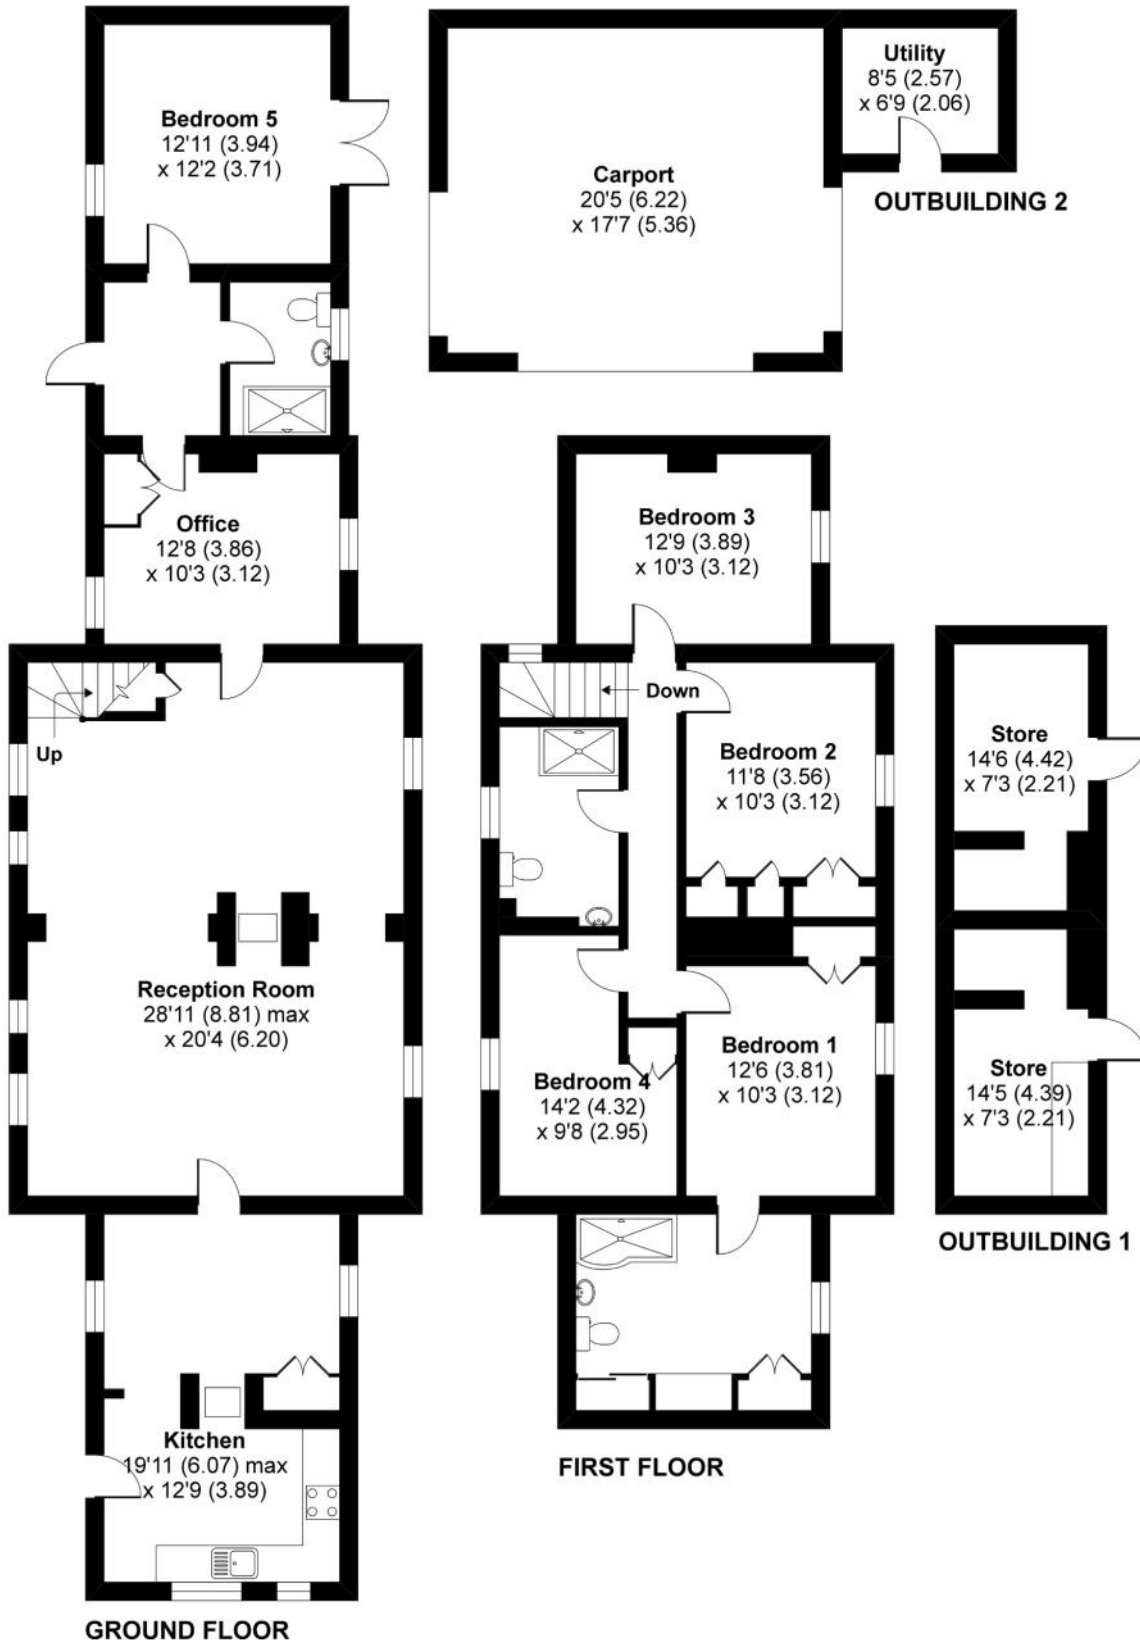 Bedroom 5
12'11 (3.94)
x 12'2 (3.71)
Utility
8'5 (2.57)
x 6'9 (2.06)
Carport
20'5 (6.22)
x 17'7 (5.36)
OUTBUILDING 2
Office
12'8 (3.86)
x 10'3 (3.12)
Bedroom 3
12'9 (3.89)
x 10'3 (3.12)
Up
Down
Bedroom 2
11'8 (3.56)
x 10'3 (3.12)
Store
14'6 (4.42)
x 7'3 (2.21)
Reception Room
28'11 (8.81) max
x 20'4 (6.20)
Bedroom 4
14'2 (4.32)
x 9'8 (2.95)
Bedroom 1
12'6 (3.81)
x 10'3 (3.12)
Store
14'5 (4.39)
x 7'3 (2.21)
OUTBUILDING 1
Kitchen
19'11 (6.07) max
x 12'9 (3.89)
FIRST FLOOR
GROUND FLOOR